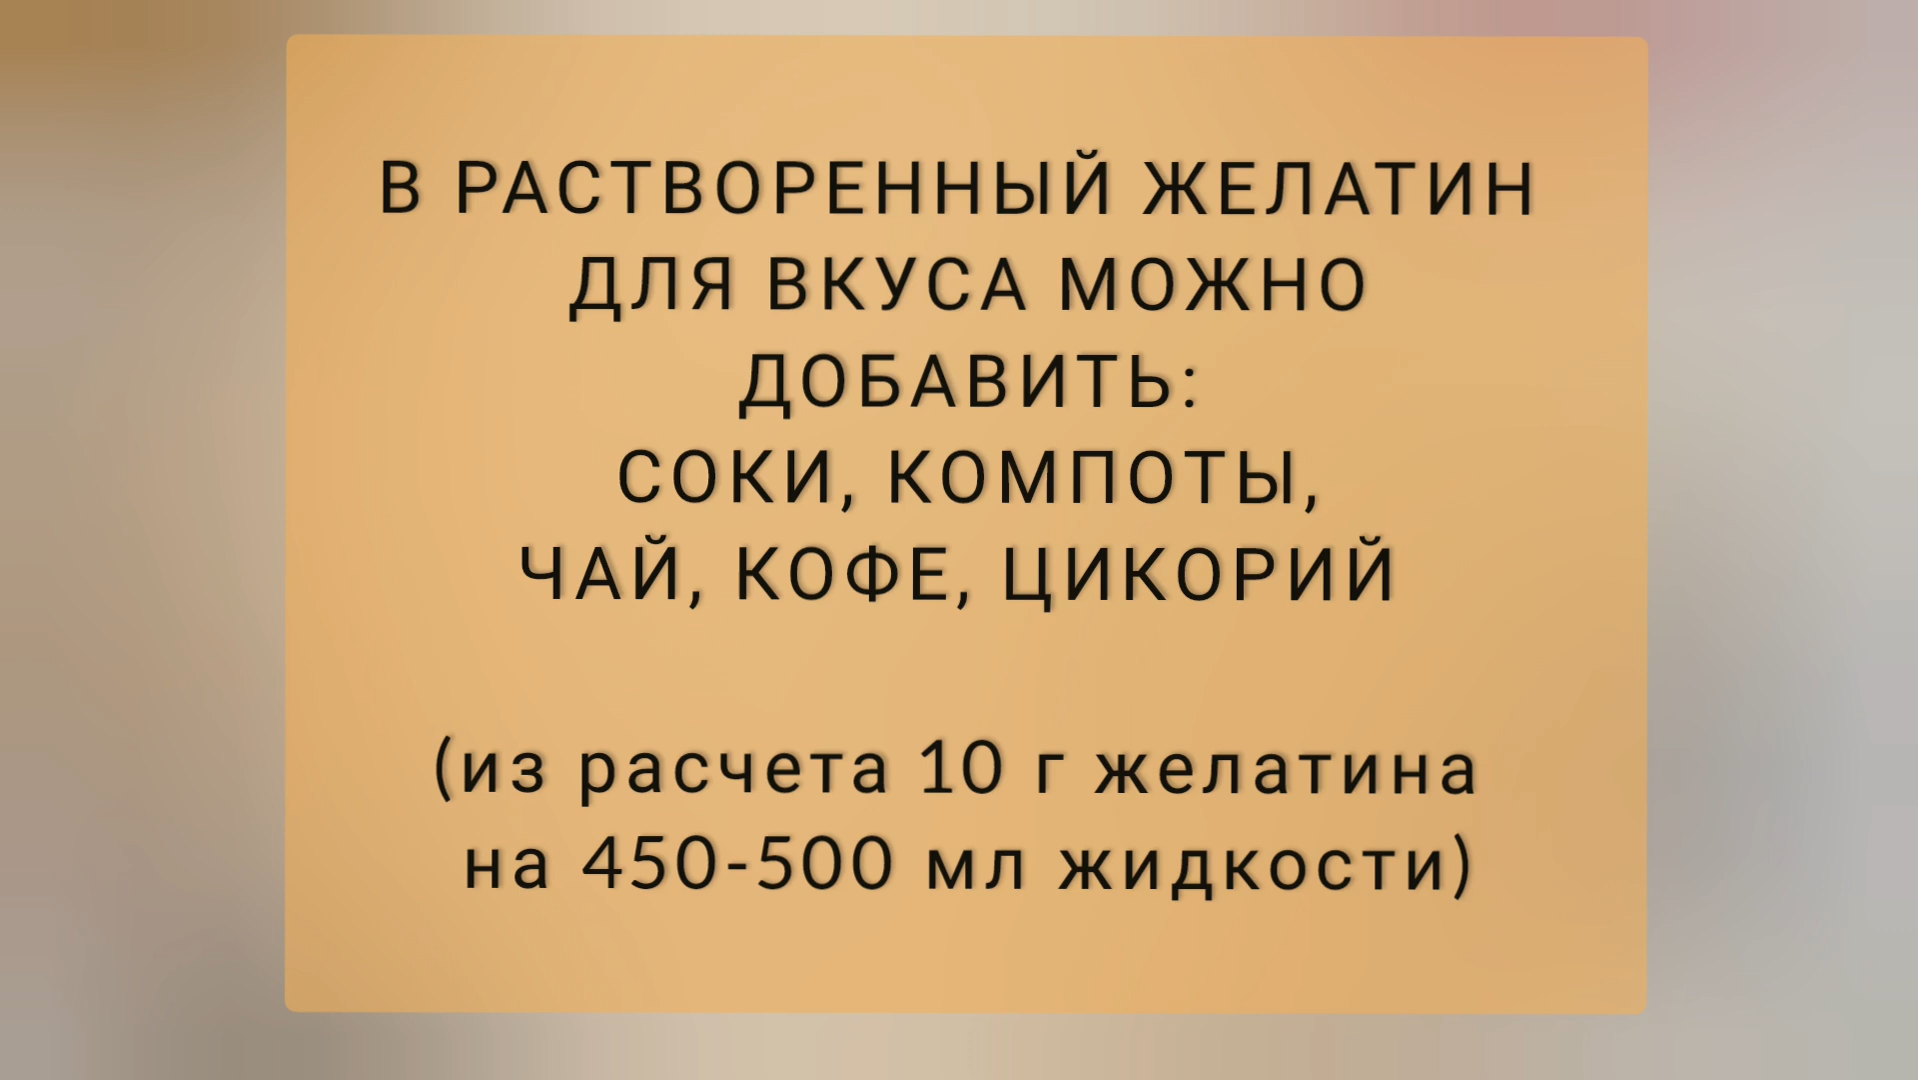 В РАСТВОРЕННЫЙ ЖЕЛАТИН
ДЛЯ ВКУСА МОЖНО
ДОБАВИТЬ:
СОКИ, КОМПОТЫ,
ЧАЙ, КОФЕ, ЦИКОРИЙ
(из расчета 10 г желатина
на 450-500 мл жидкости)